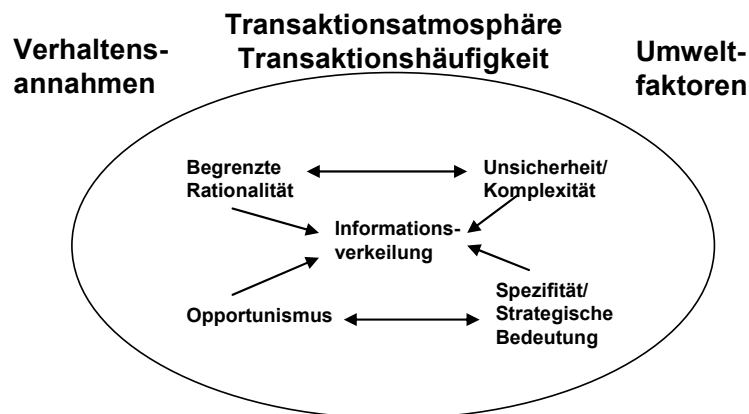 Transaktionsatmosphäre
Transaktionshäufigkeit
Verhaltens-
annahmen
Umwelt-
faktoren
Begrenzte
Rationalität
Unsicherheit/
Komplexität
Informations-
verkeilung
Opportunismus
Spezifität/
Strategische
Bedeutung